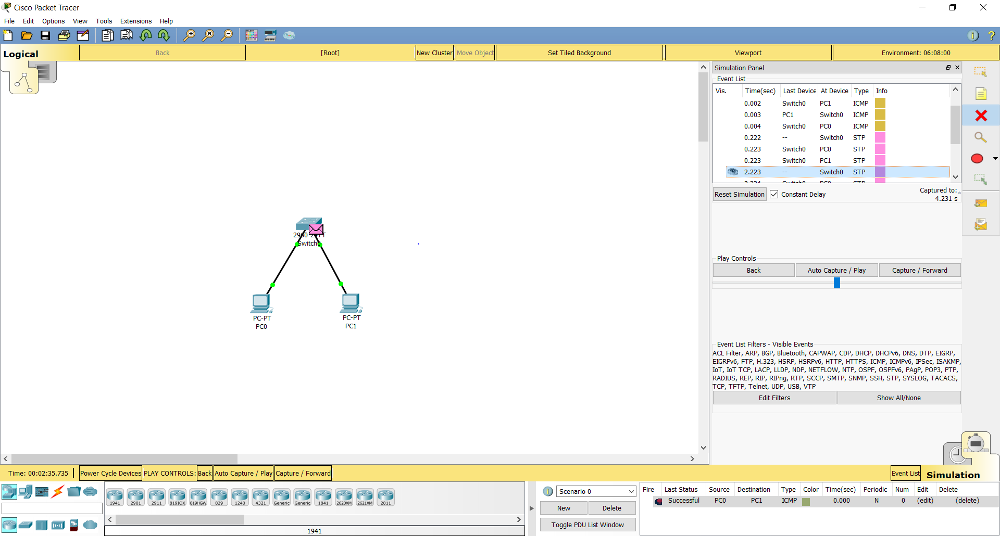 Cisco Packet Tracer
File Edit Options View Tools Extensions Help
Logical
Back
[Root]
New Cluster
Move Object
Set Tiled Background
Viewport
Environment: 06:08:00
Simulation Panel
Event List
Vis. Time(sec) Last Device At Device Type Info
0.002 Switch0 PC1 ICMP
0.003 PC1 Switch0 ICMP
0.004 Switch0 PC0 ICMP
0.222 -- Switch0 STP
0.223 Switch0 PC0 STP
0.223 Switch0 PC1 STP
2.223 -- Switch0 STP
Reset Simulation
Constant Delay
Captured to:
4.231 s
Switch0
PC-PT
PC0
PC-PT
PC1
Play Controls
Back
Auto Capture / Play
Capture / Forward
Event List Filters - Visible Events
ACL Filter, ARP, BGP, Bluetooth, CAPWAP, CDP, DHCP, DHCPv6, DNS, DTP, EIGRP,
EIGRPv6, FTP, H.323, HSRP, HSRPv6, HTTP, HTTPS, ICMP, ICMPv6, IPSec, ISAKMP,
IoT, IoT TCP, LACP, LLDP, NDP, NETFLOW, NTP, OSPF, OSPFv6, PAgP, POP3, PTP,
RADIUS, REP, RIP, RIPng, RTP, SCCP, SMTP, SNMP, SSH, STP, SYSLOG, TACACS,
TCP, TFTP, Telnet, UDP, USB, VTP
Edit Filters
Show All/None
Time: 00:02:35.735
Power Cycle Devices
PLAY CONTROLS:
Back
Auto Capture / Play
Capture / Forward
Event List
Simulation
1941 2901 2911 819IOX 819HGW 829 1240 4321 Generic Generic 1841 2620XM 2621XM 2811
1941
Scenario 0
New
Delete
Toggle PDU List Window
Fire Last Status Source Destination Type Color Time(sec) Periodic Num Edit Delete
Successful PC0 PC1 ICMP 0.000 N 0 (edit) (delete)